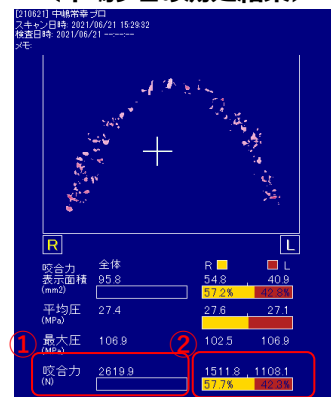 [210621] 中嶋常幸プロ
スキャン日時: 2021/06/21 15:29:32
検査日時: 2021/06/21 --:--:--
メモ:
R L
咬合力 全体 R L
表示面積 95.8 54.8 40.9
(mm2) 57.2% 42.8%
平均圧 27.4 27.6 27.1
(MPa)
① ②
最大圧 106.9 102.5 106.9
(MPa)
咬合力 2619.9 1511.8 1108.1
(N) 57.7% 42.3%